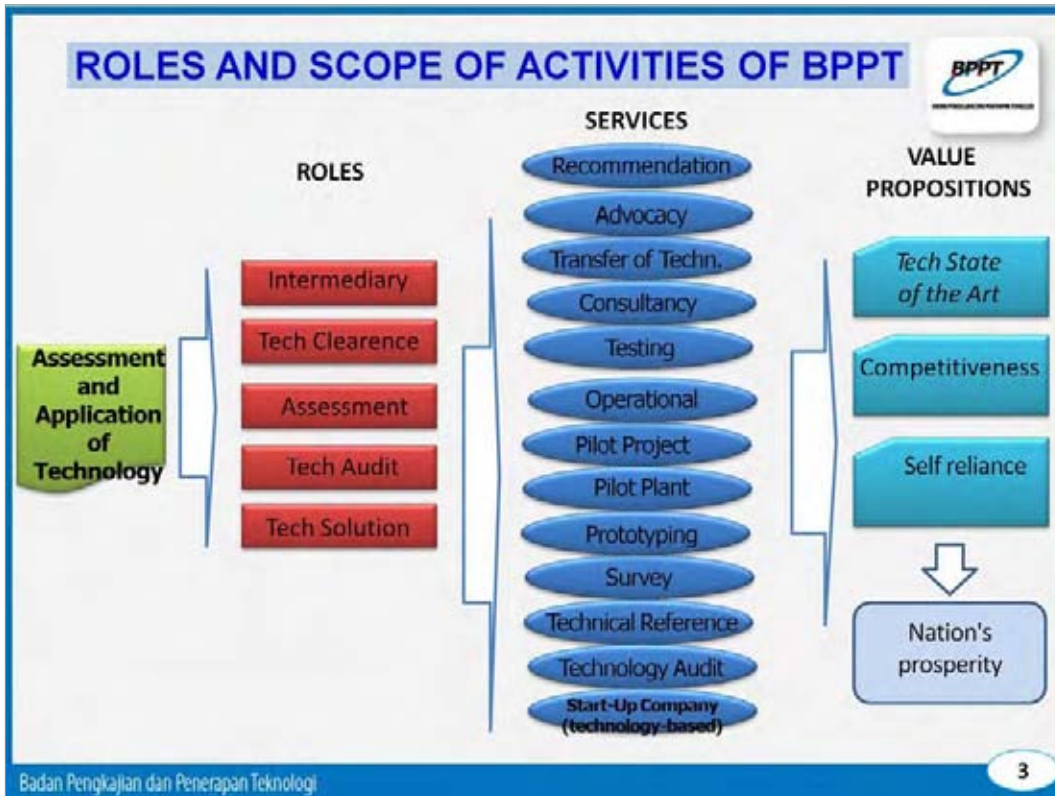 ROLES AND SCOPE OF ACTIVITIES OF BPPT
BPPT
ROLES
Assessment
and
Application
of
Technology
Intermediary
Tech Clearence
Assessment
Tech Audit
Tech Solution
SERVICES
Recommendation
Advocacy
Transfer of Techn.
Consultancy
Testing
Operational
Pilot Project
Pilot Plant
Prototyping
Survey
Technical Reference
Technology Audit
Start-Up Company
(technology-based)
VALUE
PROPOSITIONS
Tech State
of the Art
Competitiveness
Self reliance
Nation's
prosperity
Badan Pengkajian dan Penerapan Teknologi
3